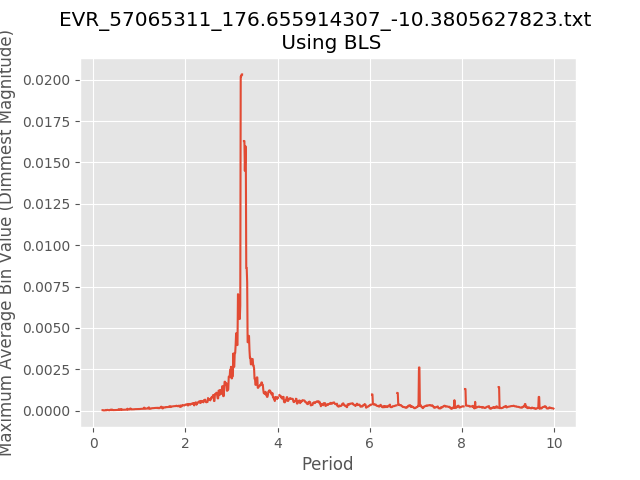 EVR_57065311_176.655914307_-10.3805627823.txt
Using BLS
Maximum Average Bin Value (Dimmest Magnitude)
0.0200
0.0175
0.0150
0.0125
0.0100
0.0075
0.0050
0.0025
0.0000
0 2 4 6 8 10
Period